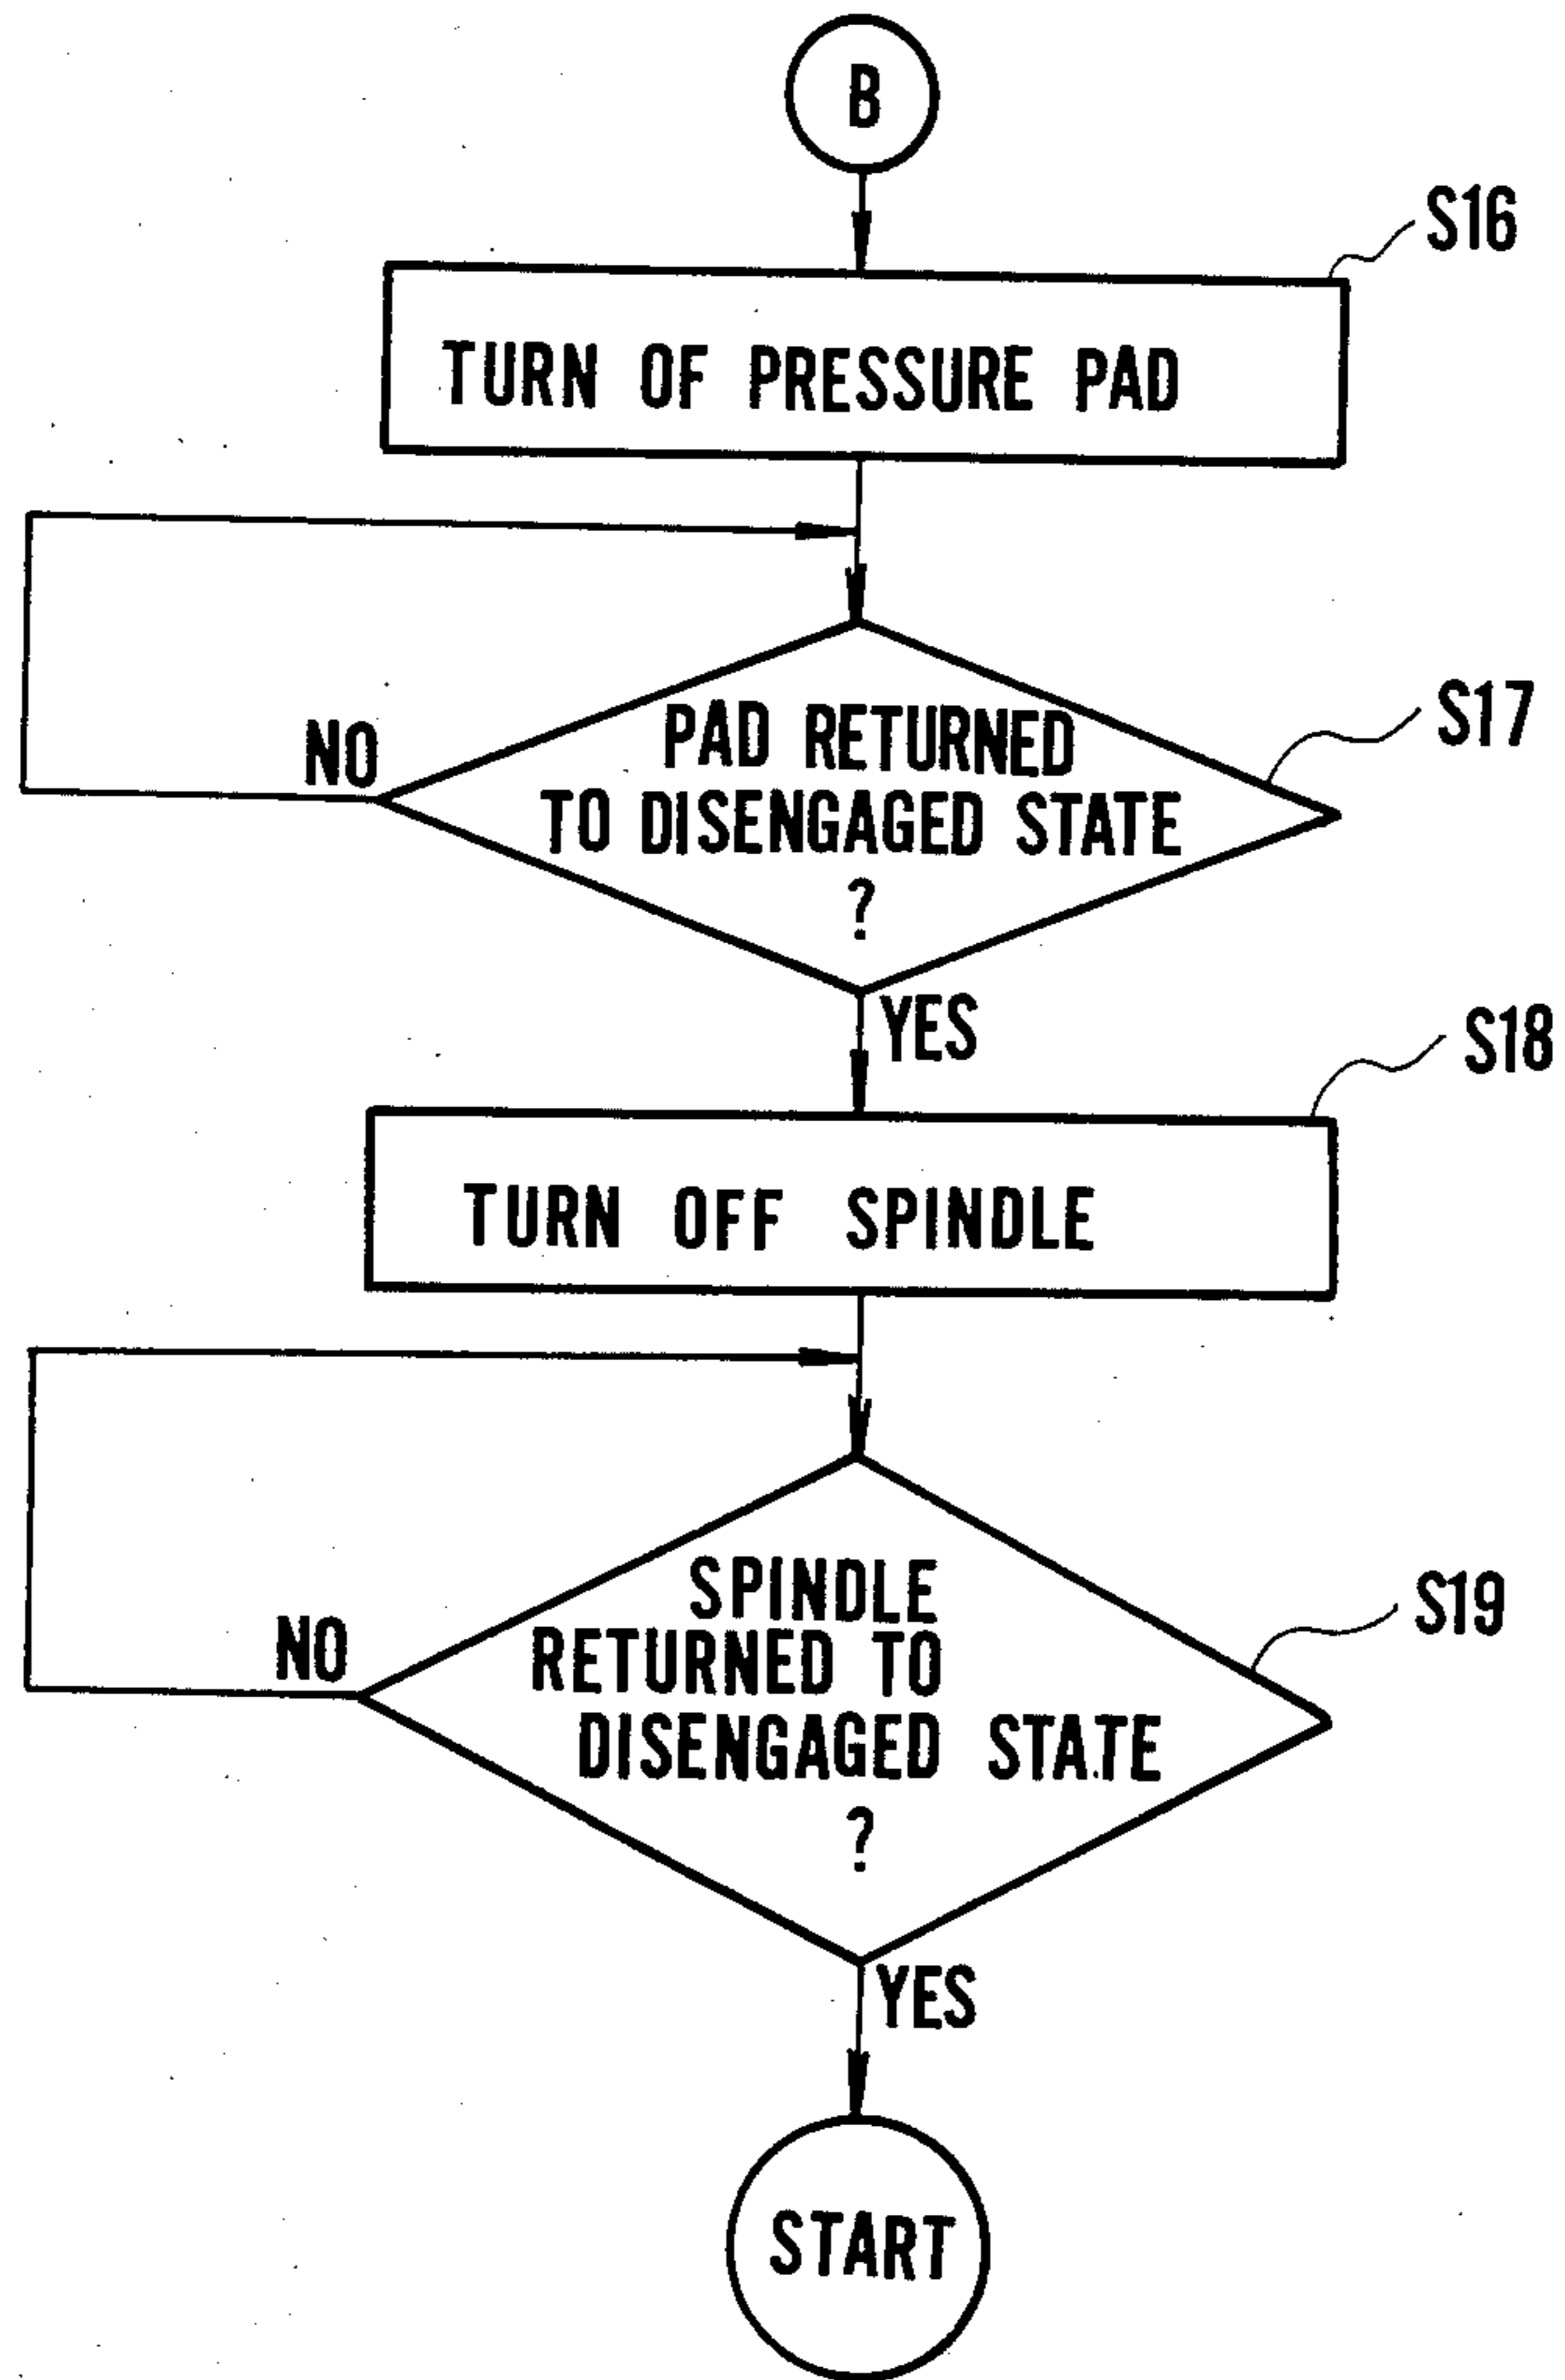 B
S16
TURN OF PRESSURE PAD
S17
NO
PAD RETURNED
TO DISENGAGED STATE
?
YES
S18
TURN OFF SPINDLE
S19
NO
SPINDLE
RETURNED TO
DISENGAGED STATE
?
YES
START